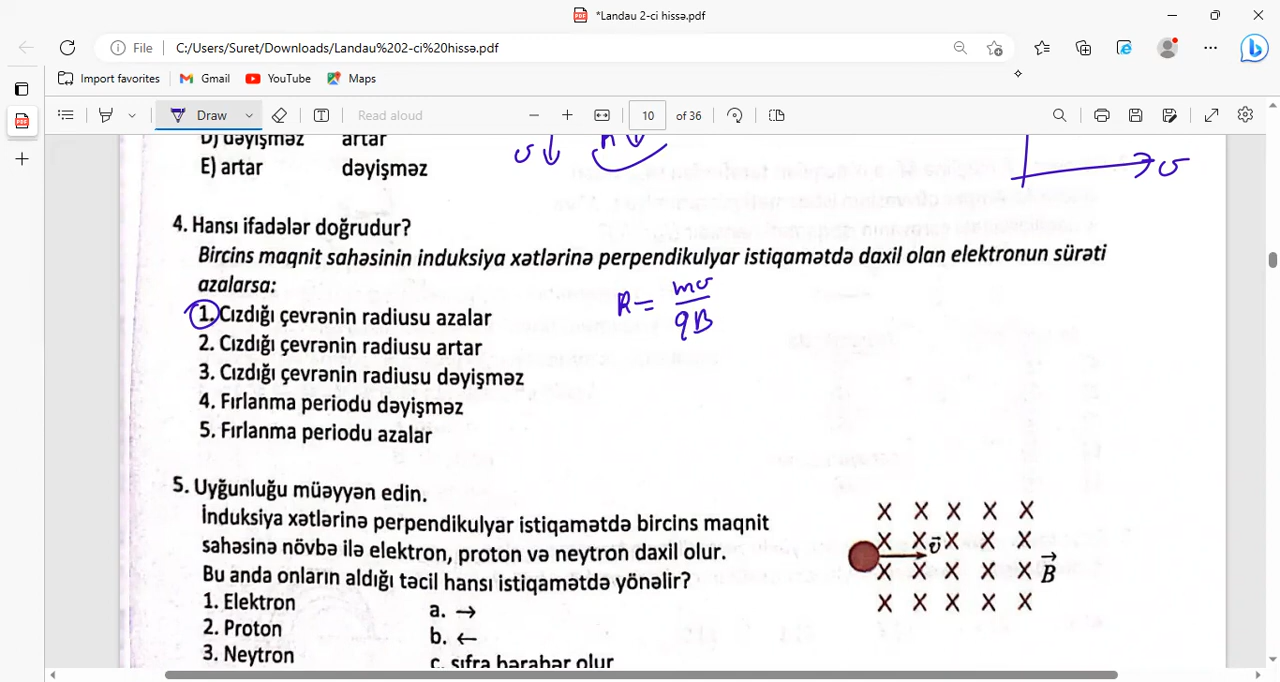 *Landau 2-ci hissə.pdf
File
C:/Users/Suret/Downloads/Landau%202-ci%20hissə.pdf
Import favorites Gmail YouTube Maps
Draw Read aloud 10 of 36
D) dəyişməz artar
E) artar dəyişməz
υ↓ R↓
υ
4. Hansı ifadələr doğrudur?
Bircins maqnit sahəsinin induksiya xətlərinə perpendikulyar istiqamətdə daxil olan elektronun sürəti
azalarsa:
R = mυ/qB
1. Cızdığı çevrənin radiusu azalar
2. Cızdığı çevrənin radiusu artar
3. Cızdığı çevrənin radiusu dəyişməz
4. Fırlanma periodu dəyişməz
5. Fırlanma periodu azalar
5. Uyğunluğu müəyyən edin.
İnduksiya xətlərinə perpendikulyar istiqamətdə bircins maqnit
sahəsinə növbə ilə elektron, proton və neytron daxil olur.
Bu anda onların aldığı təcil hansı istiqamətdə yönəlir?
1. Elektron a. →
2. Proton b. ←
3. Neytron c. sıfra bərabər olur
X X X X X
X X X X X
X X X X
X X X X X
υ⃗
B⃗